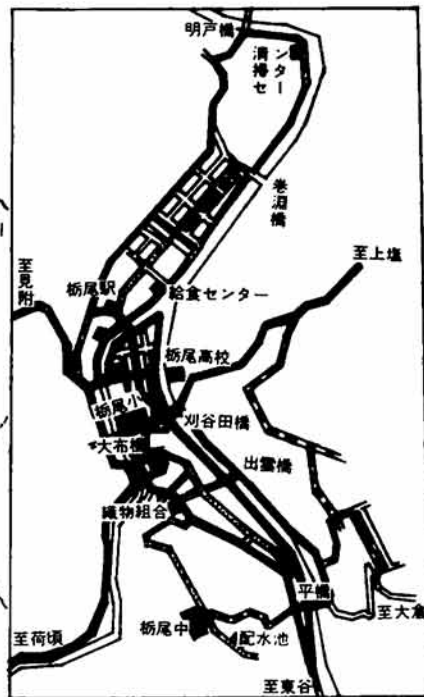 明戸橋
清掃センター
巻淵橋
至上塩
至見附
栃尾駅
給食センター
栃尾高校
栃尾小
刈谷田橋
大布橋
出雲橋
織物組合
平橋
栃尾中
配水池
至大倉
至荷頃
至東谷